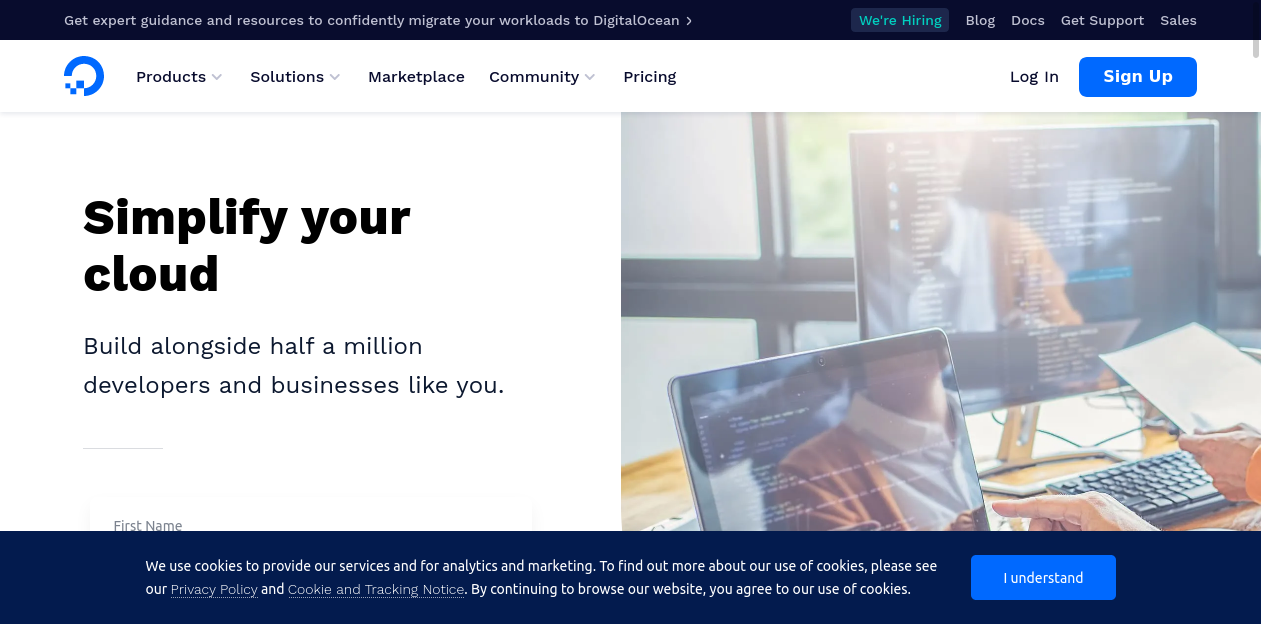 Get expert guidance and resources to confidently migrate your workloads to DigitalOcean
We're Hiring
Blog
Docs
Get Support
Sales
Products
Solutions
Marketplace
Community
Pricing
Log In
Sign Up
Simplify your
cloud
Build alongside half a million
developers and businesses like you.
First Name
We use cookies to provide our services and for analytics and marketing. To find out more about our use of cookies, please see
our Privacy Policy and Cookie and Tracking Notice. By continuing to browse our website, you agree to our use of cookies.
I understand